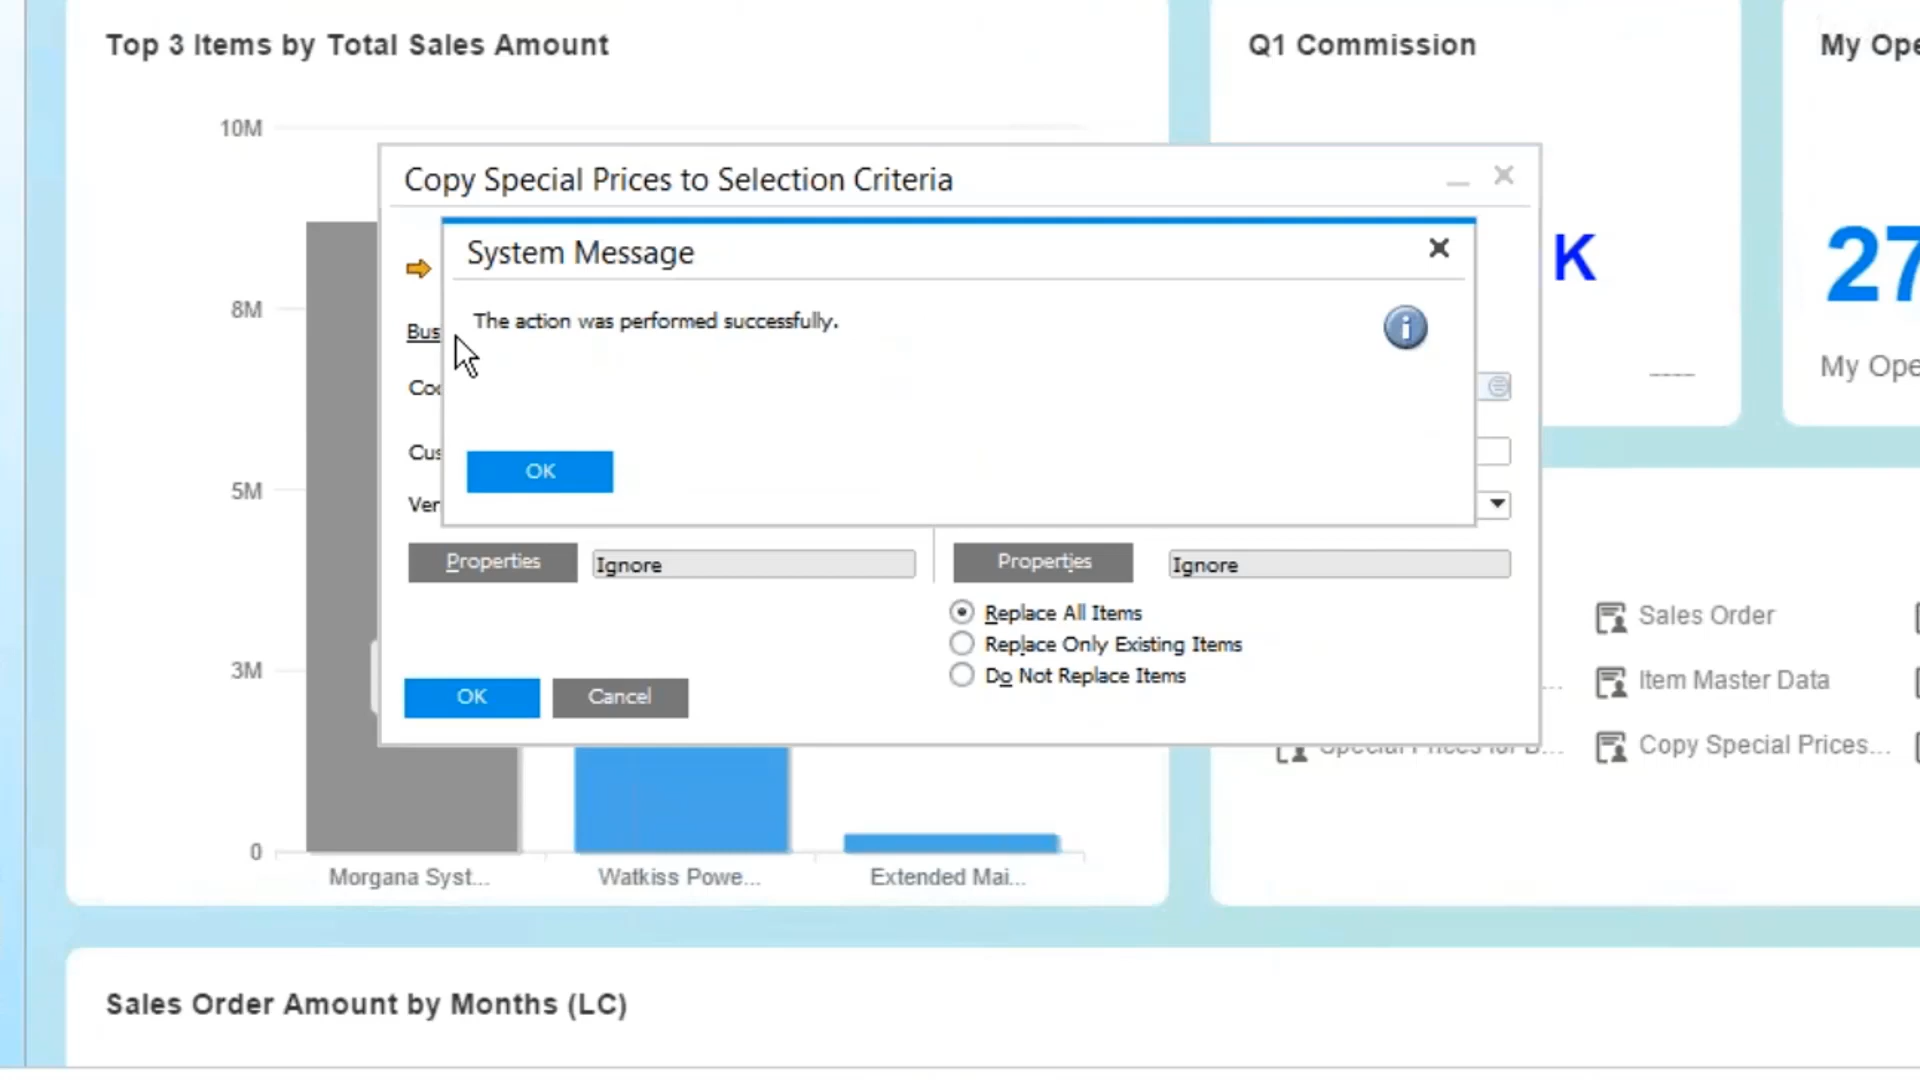 Top 3 Items by Total Sales Amount
Q1 Commission
My Ope
10M
8M
5M
3M
0
Copy Special Prices to Selection Criteria
System Message
The action was performed successfully.
OK
Bus
Cus
Ver
K
27
My Ope
Properties
Ignore
Properties
Ignore
Replace All Items
Replace Only Existing Items
Do Not Replace Items
OK
Cancel
Sales Order
Item Master Data
Special Prices for B...
Copy Special Prices...
Morgana Syst...
Watkiss Powe...
Extended Mai...
Sales Order Amount by Months (LC)